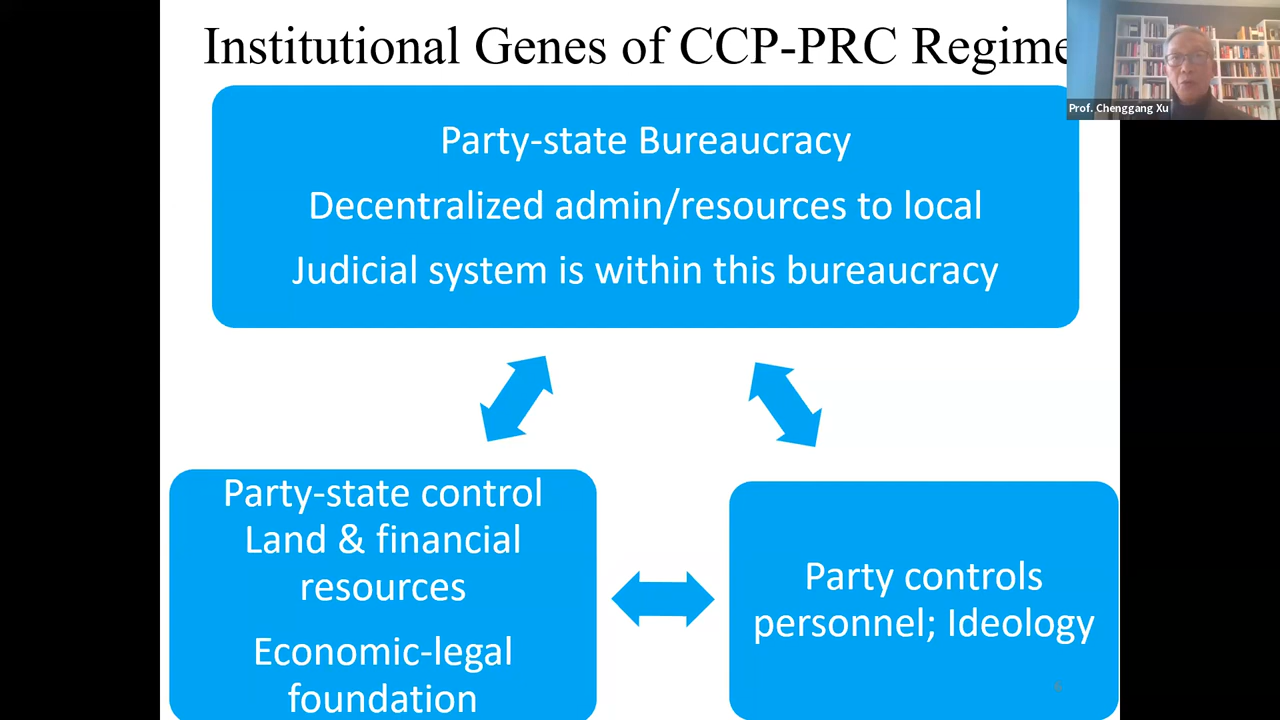 Institutional Genes of CCP-PRC Regime
Prof. Chenggang Xu
Party-state Bureaucracy
Decentralized admin/resources to local
Judicial system is within this bureaucracy
Party-state control
Land & financial
resources
Economic-legal
foundation
Party controls
personnel; Ideology